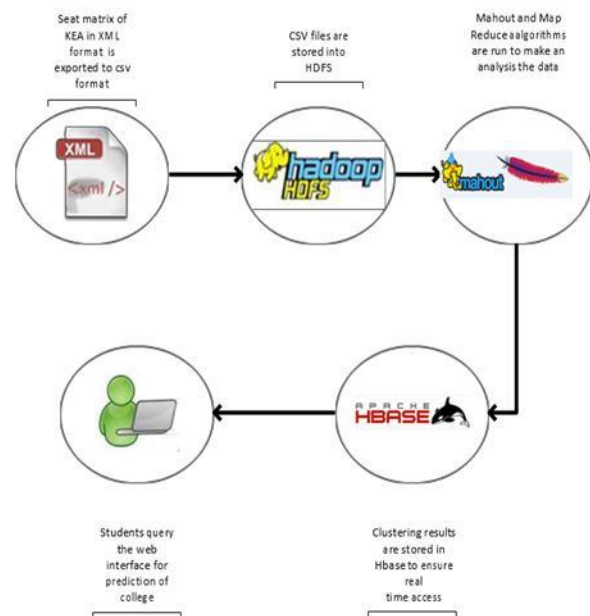 Seat matrix of
KEA in XML
format is
exported to csv
format
CSV files are
stored into
HDFS
Mahout and Map
Reduce aalgorithms
are run to make an
analysis the data
XML
<xml />
hadoop
HDFS
mahout
APACHE
HBASE
Students query
the web
interface for
prediction of
college
Clustering results
are stored in
Hbase to ensure
real
time access